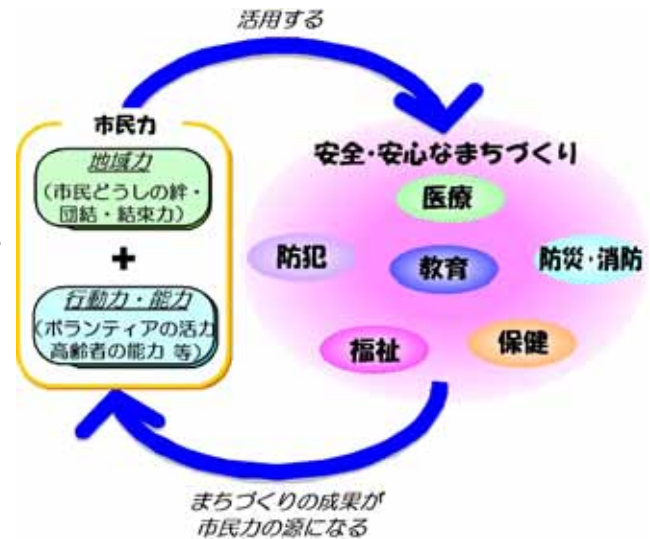 活用する
市民力
地域力
(市民どうしの絆・
団結・結束力)
+
行動力・能力
(ボランティアの活力
高齢者の能力 等)
安全・安心なまちづくり
医療
防犯
教育
防災・消防
福祉
保健
まちづくりの成果が
市民力の源になる